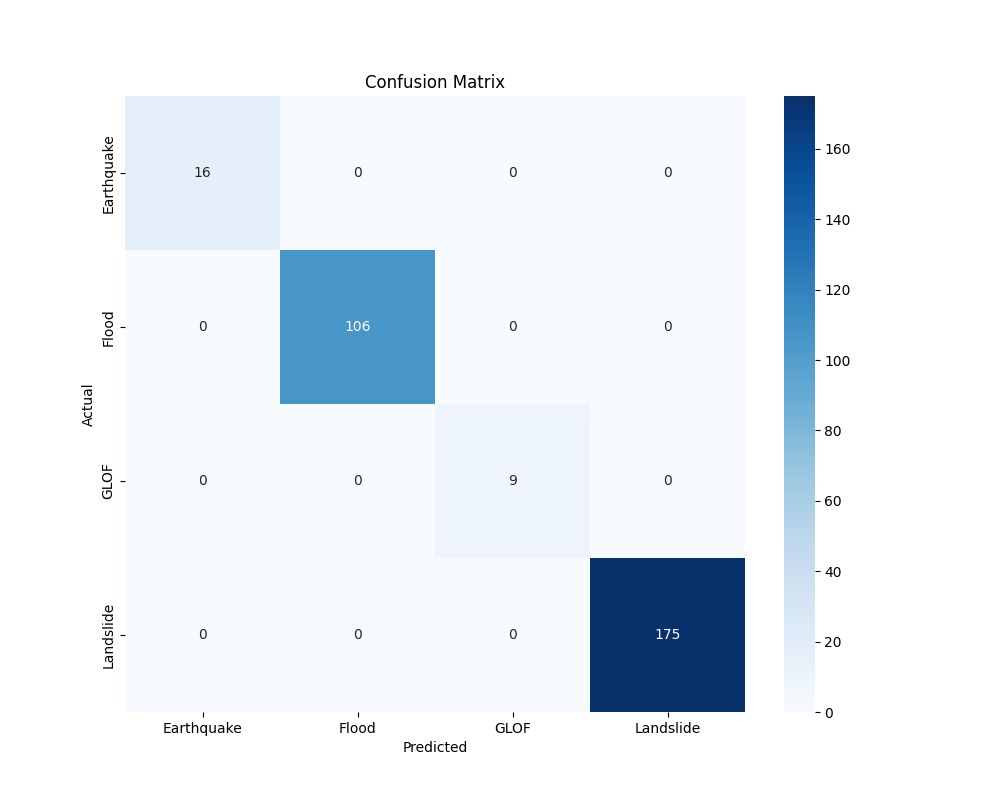 Confusion Matrix
Earthquake 16 0 0 0
Flood 0 106 0 0
GLOF 0 0 9 0
Landslide 0 0 0 175
Actual
Earthquake Flood GLOF Landslide
Predicted
160
140
120
100
80
60
40
20
0